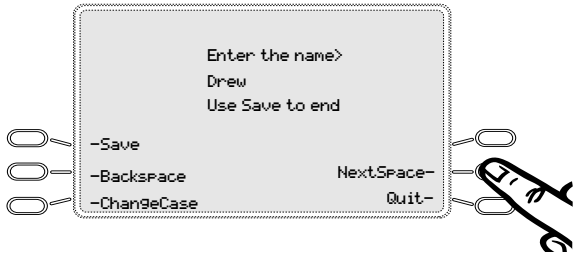 Enter the name>
Drew
Use Save to end
-Save
-Backspace
NextSpace-
-ChangeCase
Quit-